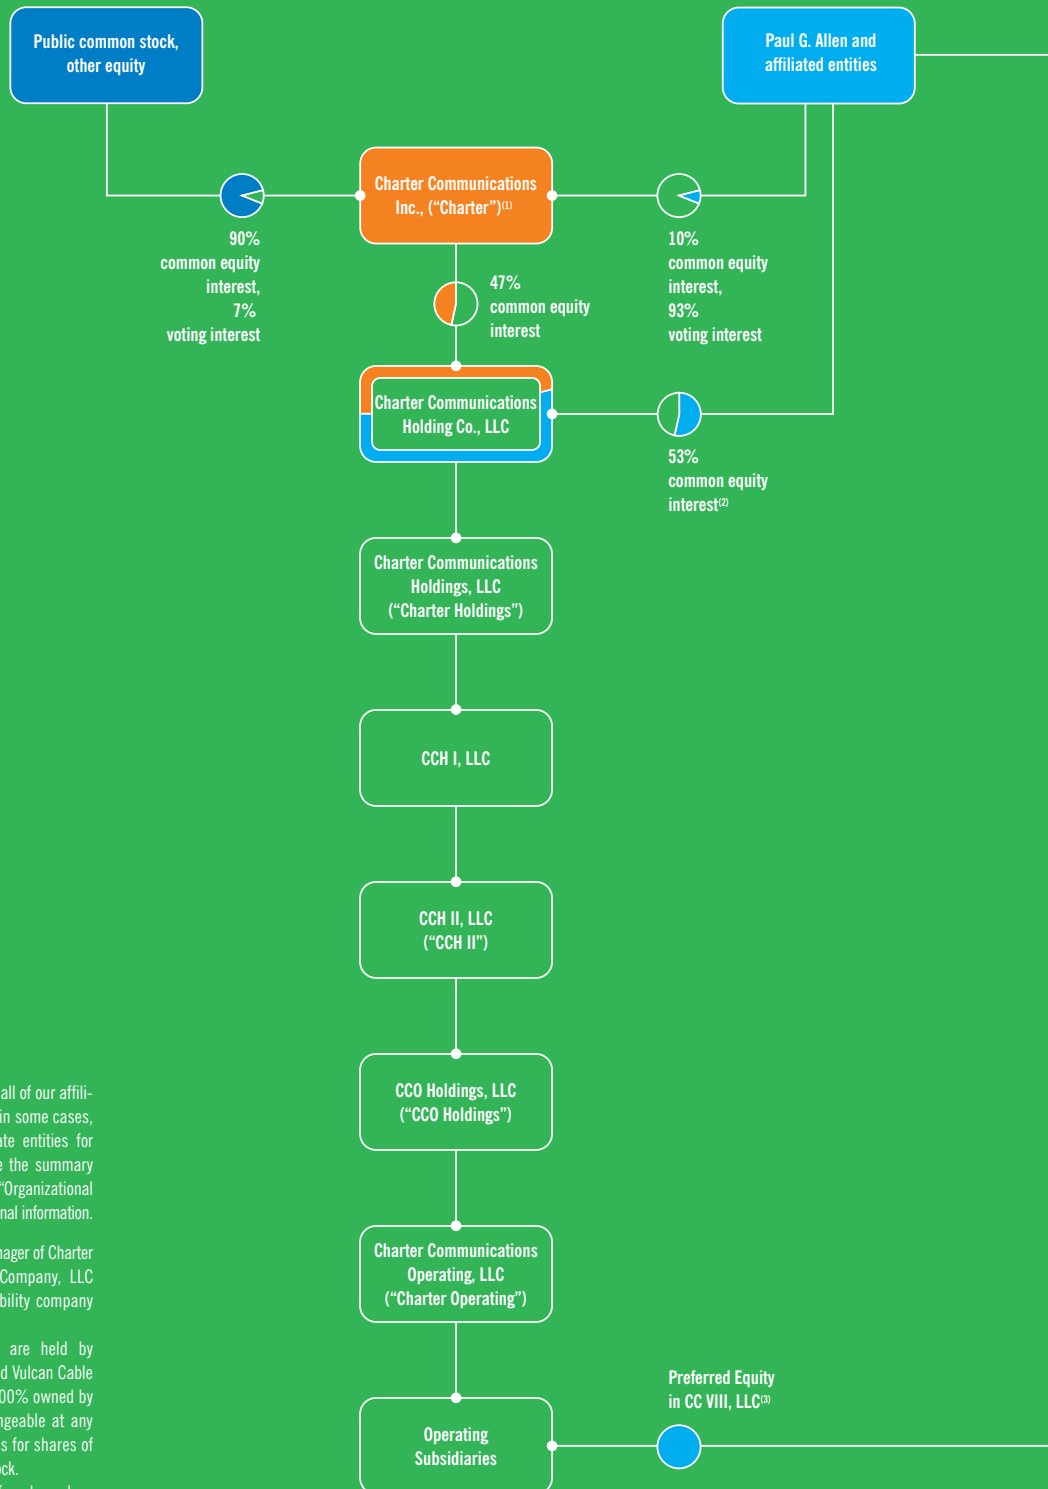 Public common stock,
other equity
Paul G. Allen and
affiliated entities
Charter Communications
Inc., (“Charter”)(1)
90%
common equity
interest,
7%
voting interest
47%
common equity
interest
10%
common equity
interest,
93%
voting interest
Charter Communications
Holding Co., LLC
53%
common equity
interest(2)
Charter Communications
Holdings, LLC
(“Charter Holdings”)
CCH I, LLC
CCH II, LLC
(“CCH II”)
CCO Holdings, LLC
(“CCO Holdings”)
Charter Communications
Operating, LLC
(“Charter Operating”)
Preferred Equity
in CC VIII, LLC(3)
Operating
Subsidiaries
all of our affili-
in some cases,
ate entities for
e the summary
“Organizational
nal information.
nager of Charter
Company, LLC
bility company
are held by
d Vulcan Cable
00% owned by
ngeable at any
s for shares of
ock.